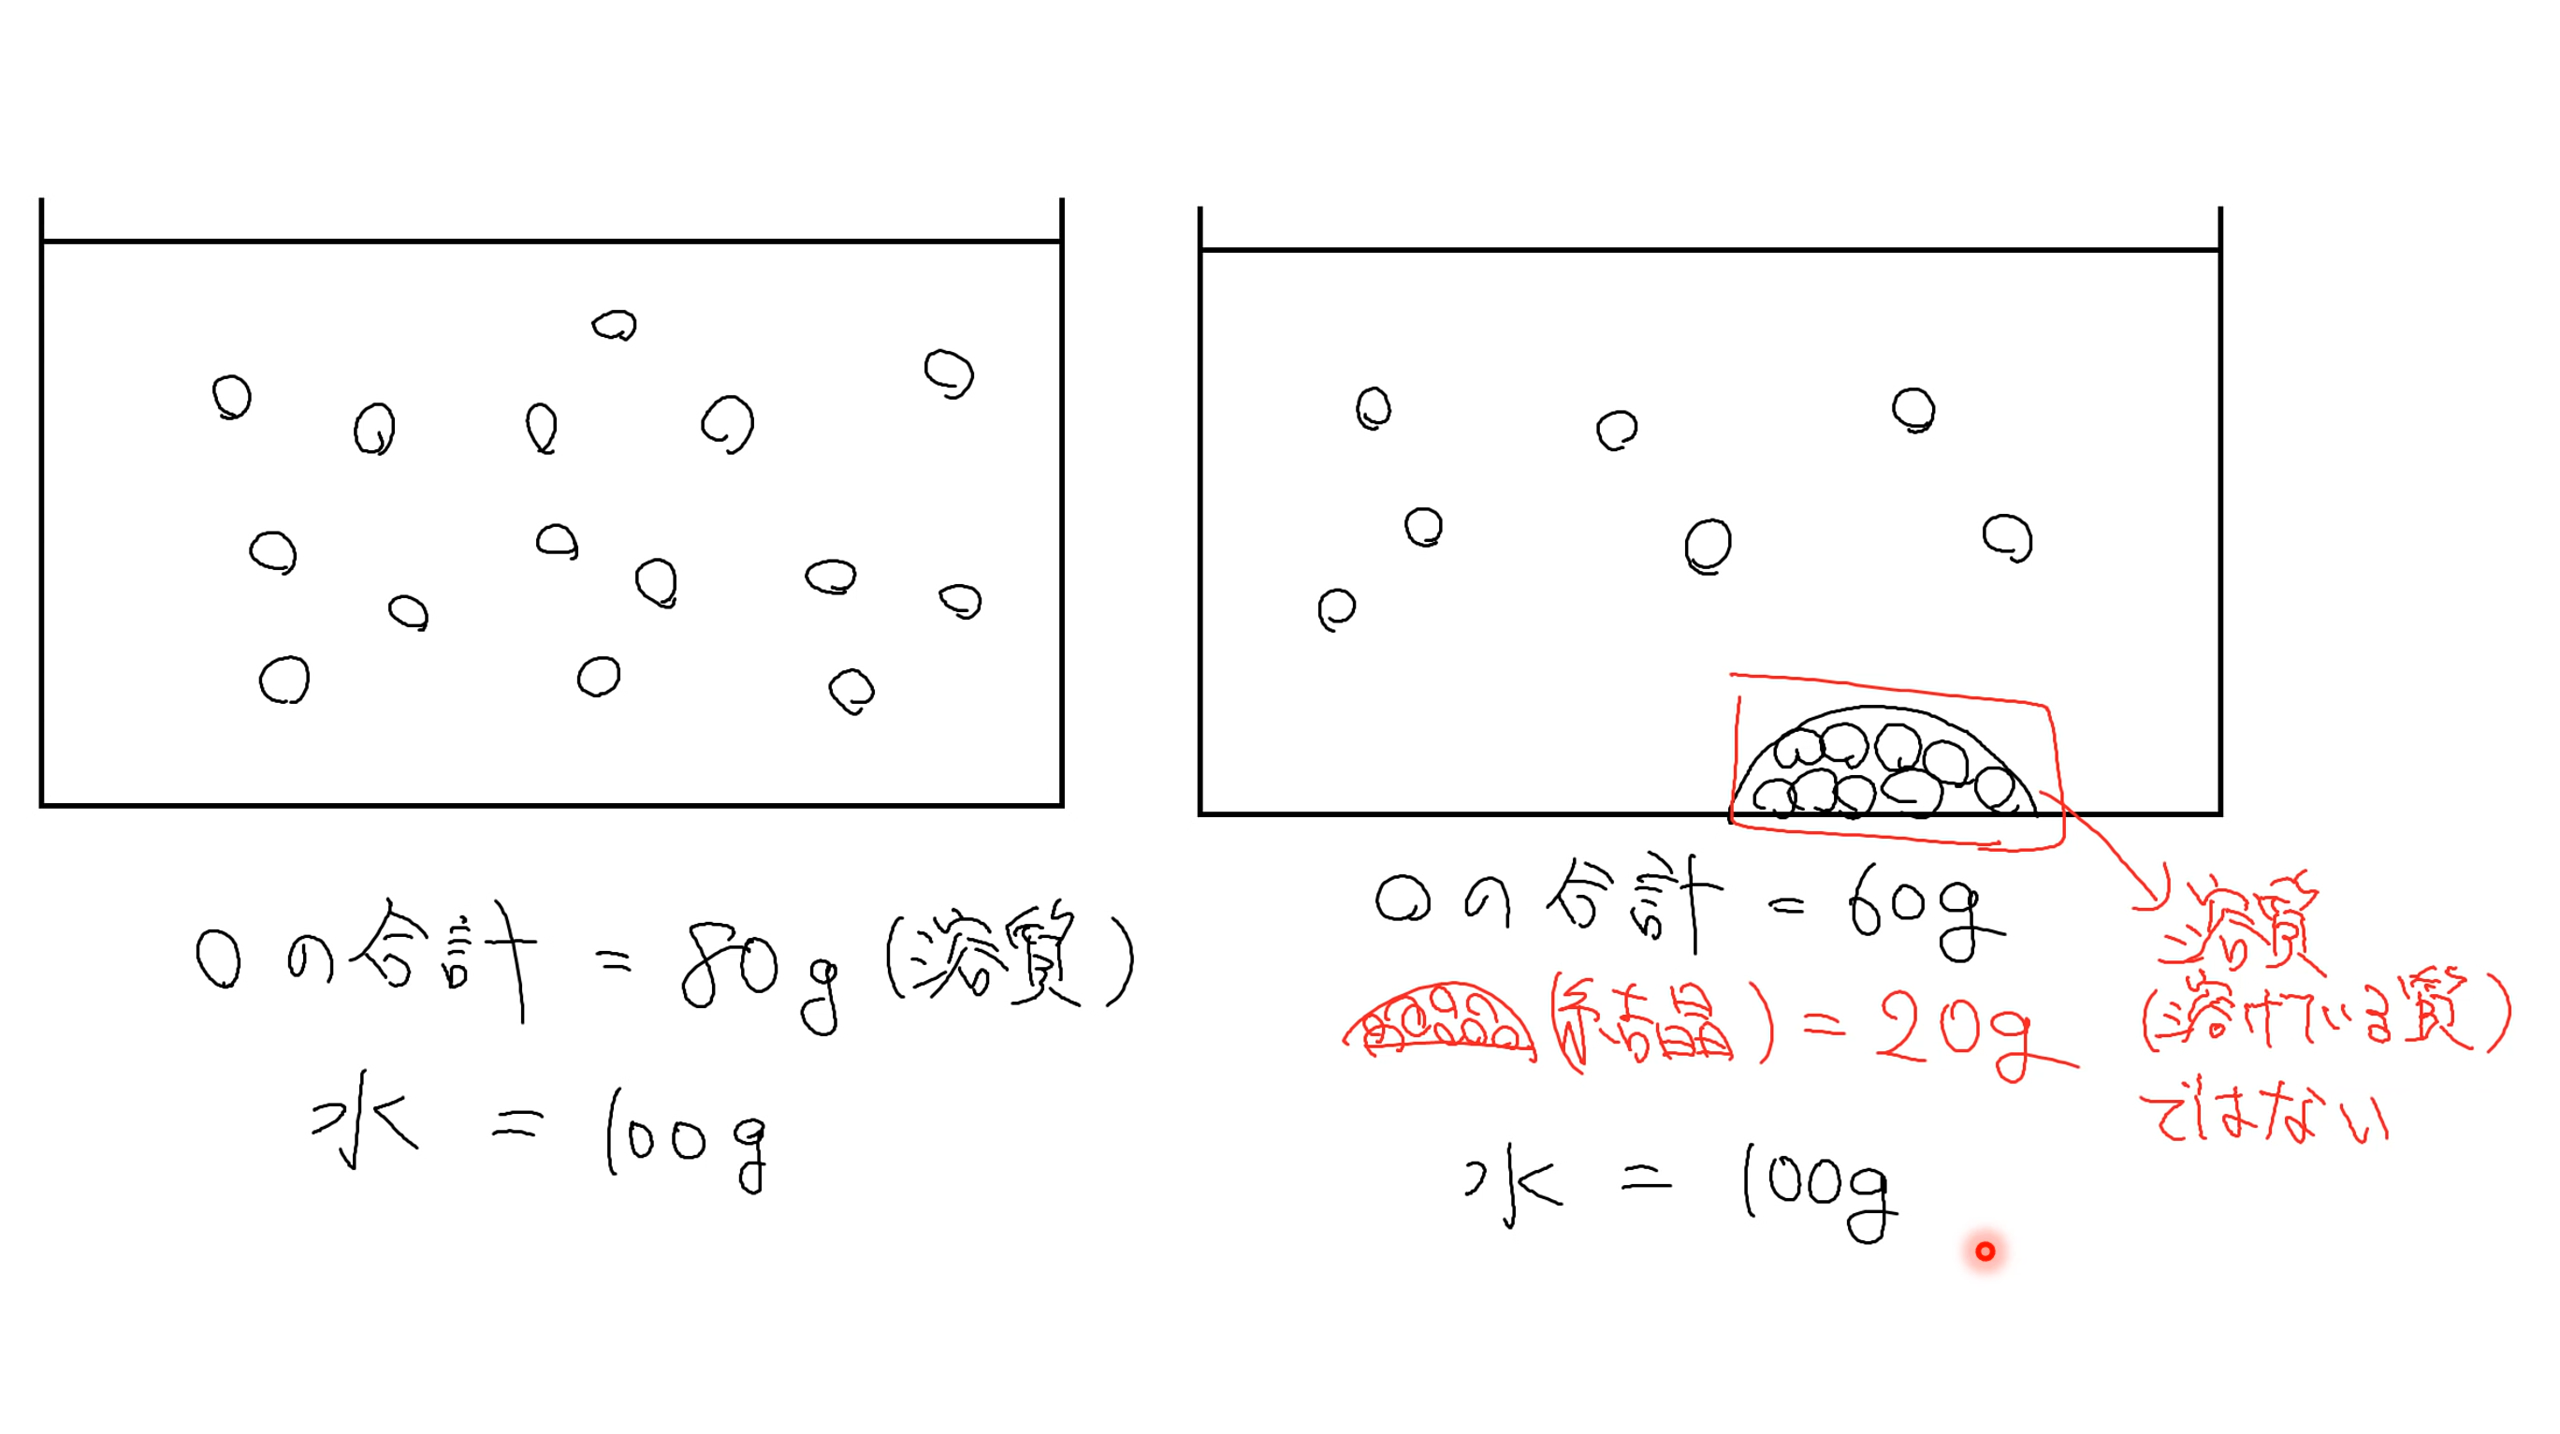 ○の合計 = 80g (溶質)
水 = 100g
○の合計 = 60g
(結晶) = 20g
水 = 100g
溶質
(溶けている質)
ではない